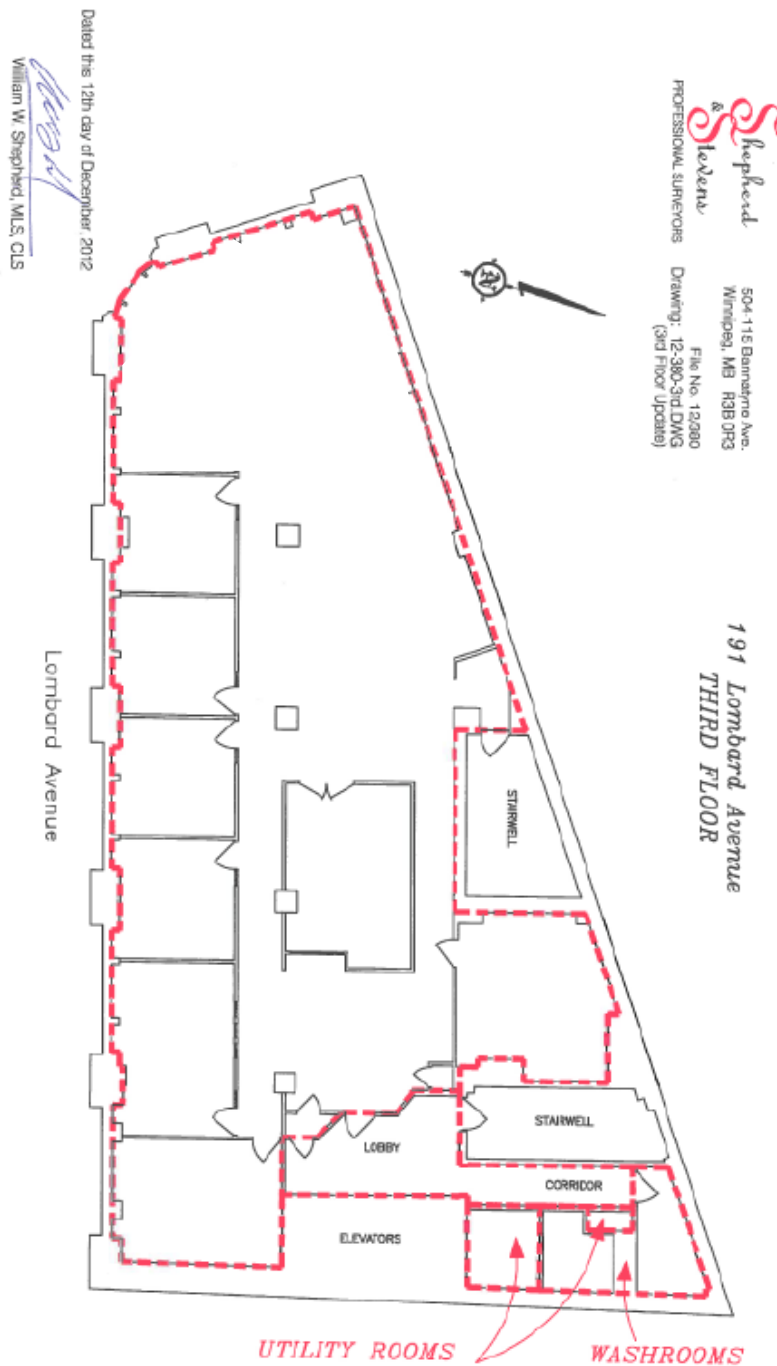 Shepherd
& Stevens
PROFESSIONAL SURVEYORS
504-115 Bannatyne Ave.
Winnipeg, MB R3B 0R3
File No. 12/380
Drawing: 12-380-3rd.DWG
(3rd Floor Update)
191 Lombard Avenue
THIRD FLOOR
N
STAIRWELL
STAIRWELL
LOBBY
CORRIDOR
ELEVATORS
UTILITY ROOMS
WASHROOMS
Lombard Avenue
Dated this 12th day of December, 2012
William W. Shepherd, MLS, CLS